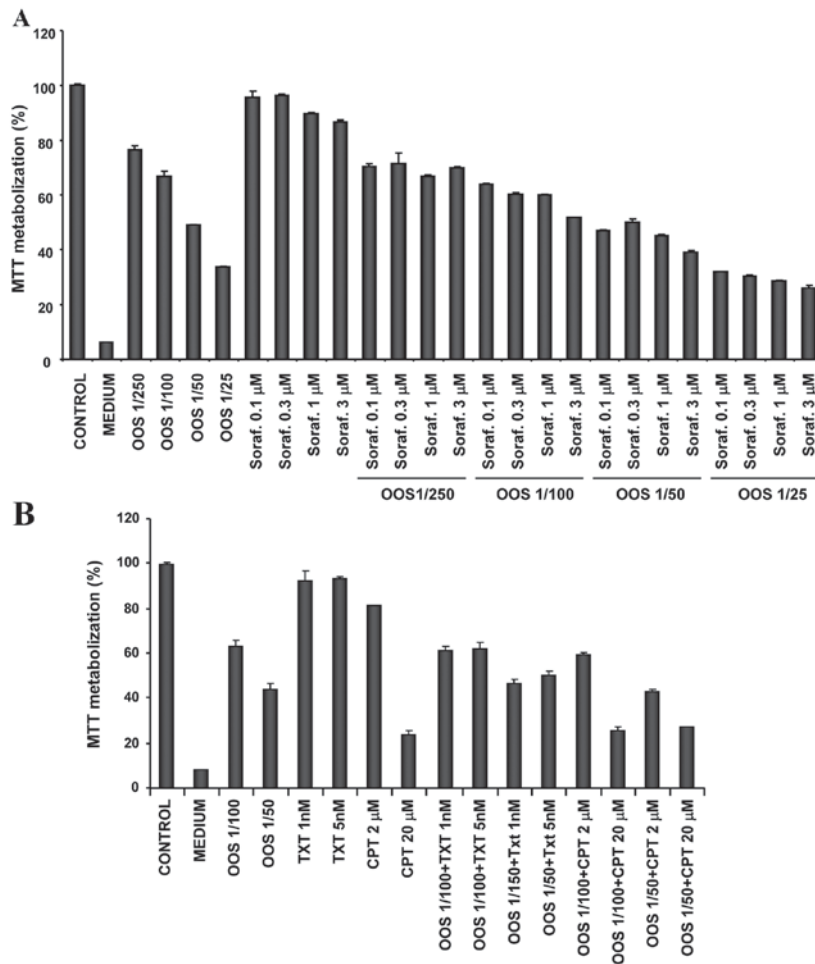 A
MTT metabolization (%)
120
100
80
60
40
20
0
CONTROL
MEDIUM
OOS 1/250
OOS 1/100
OOS 1/50
OOS 1/25
Soraf. 0.1 µM
Soraf. 0.3 µM
Soraf. 1 µM
Soraf. 3 µM
Soraf. 0.1 µM
Soraf. 0.3 µM
Soraf. 1 µM
Soraf. 3 µM
Soraf. 0.1 µM
Soraf. 0.3 µM
Soraf. 1 µM
Soraf. 3 µM
Soraf. 0.1 µM
Soraf. 0.3 µM
Soraf. 1 µM
Soraf. 3 µM
Soraf. 0.1 µM
Soraf. 0.3 µM
Soraf. 1 µM
Soraf. 3 µM
OOS1/250
OOS 1/100
OOS 1/50
OOS 1/25
B
MTT metabolization (%)
120
100
80
60
40
20
0
CONTROL
MEDIUM
OOS 1/100
OOS 1/50
TXT 1nM
TXT 5nM
CPT 2 µM
CPT 20 µM
OOS 1/100+TXT 1nM
OOS 1/100+TXT 5nM
OOS 1/150+Txt 1nM
OOS 1/50+Txt 5nM
OOS 1/100+CPT 2 µM
OOS 1/100+CPT 20 µM
OOS 1/50+CPT 2 µM
OOS 1/50+CPT 20 µM